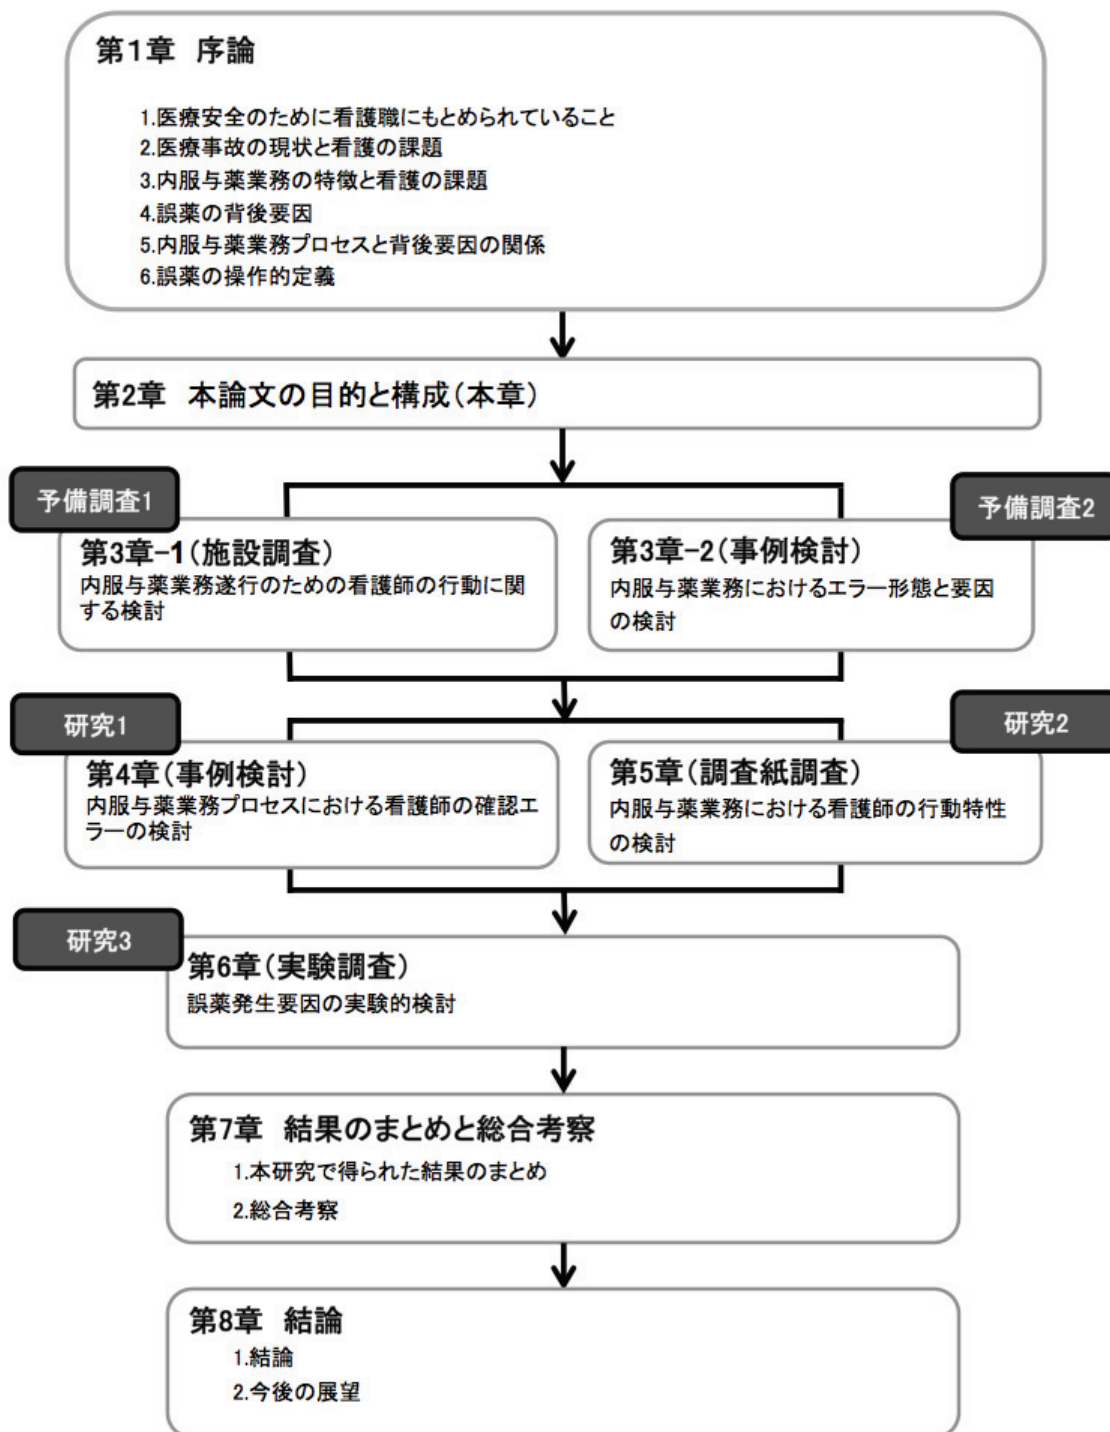 第1章 序論
1.医療安全のために看護職にもとめられていること
2.医療事故の現状と看護の課題
3.内服与薬業務の特徴と看護の課題
4.誤薬の背後要因
5.内服与薬業務プロセスと背後要因の関係
6.誤薬の操作的定義
第2章 本論文の目的と構成(本章)
予備調査1
第3章-1(施設調査)
内服与薬業務遂行のための看護師の行動に関
する検討
予備調査2
第3章-2(事例検討)
内服与薬業務におけるエラー形態と要因
の検討
研究1
第4章(事例検討)
内服与薬業務プロセスにおける看護師の確認エ
ラーの検討
研究2
第5章(調査紙調査)
内服与薬業務における看護師の行動特性
の検討
研究3
第6章(実験調査)
誤薬発生要因の実験的検討
第7章 結果のまとめと総合考察
1.本研究で得られた結果のまとめ
2.総合考察
第8章 結論
1.結論
2.今後の展望